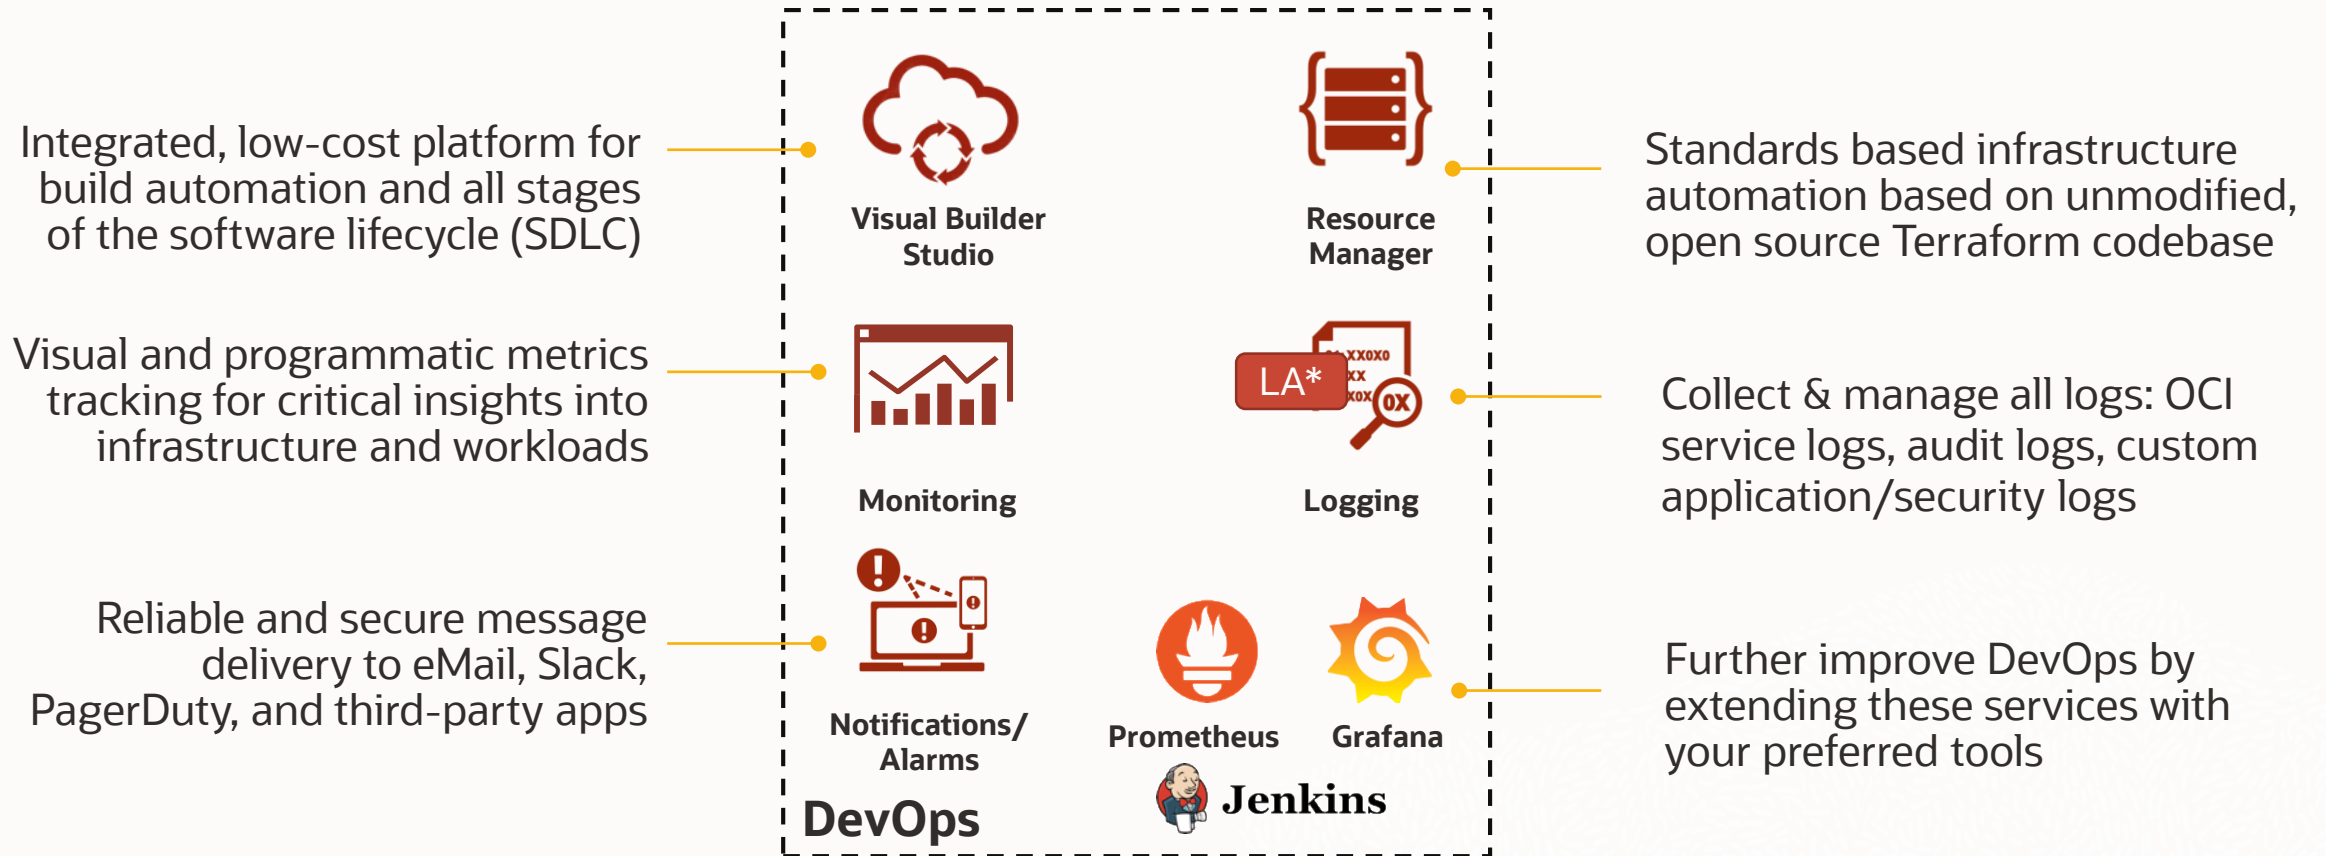 Integrated, low-cost platform for
build automation and all stages
of the software lifecycle (SDLC)
Visual Builder
Studio
Resource
Manager
Standards based infrastructure
automation based on unmodified,
open source Terraform codebase
Visual and programmatic metrics
tracking for critical insights into
infrastructure and workloads
Monitoring
LA*
XX0X0
XX
X0X
0X
Logging
Collect & manage all logs: OCI
service logs, audit logs, custom
application/security logs
Reliable and secure message
delivery to eMail, Slack,
PagerDuty, and third-party apps
Notifications/
Alarms
Prometheus
Grafana
Jenkins
DevOps
Further improve DevOps by
extending these services with
your preferred tools